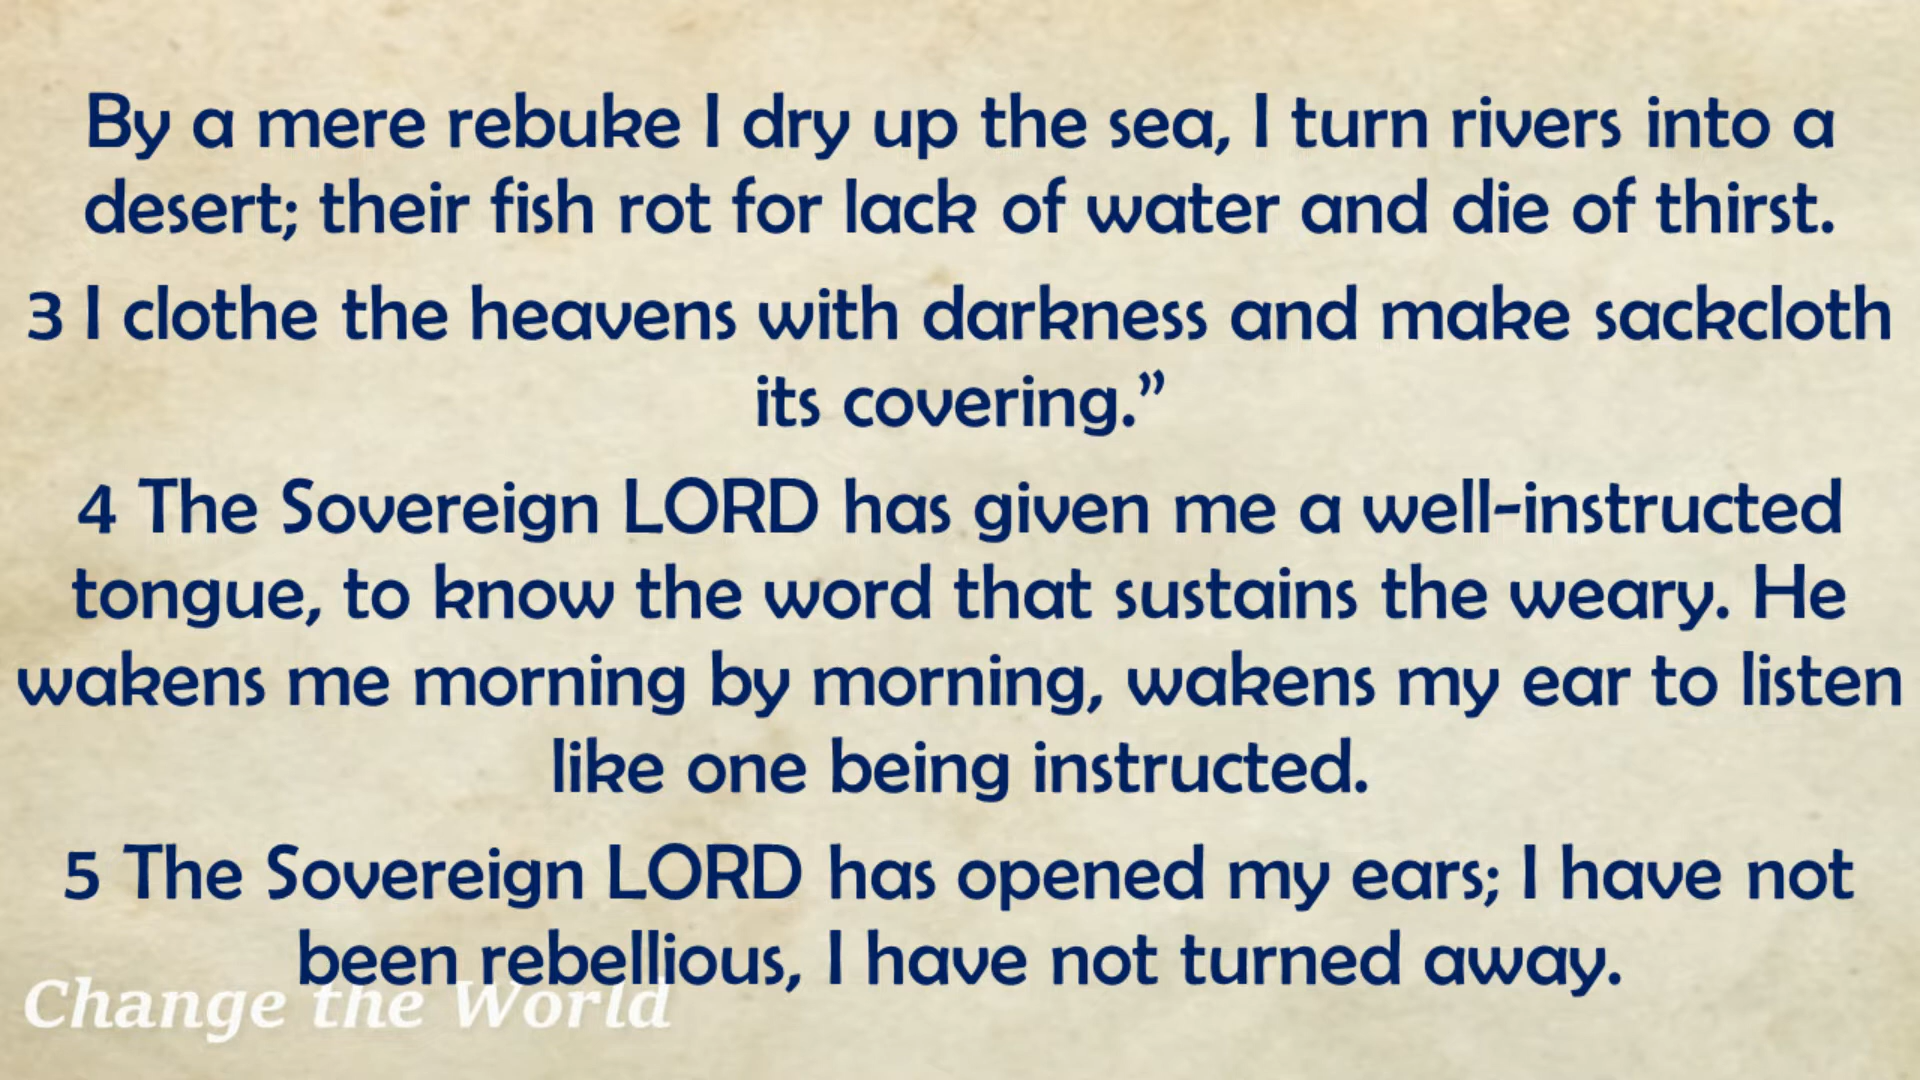 By a mere rebuke I dry up the sea, I turn rivers into a
desert; their fish rot for lack of water and die of thirst.
3 I clothe the heavens with darkness and make sackcloth
its covering.”
4 The Sovereign LORD has given me a well-instructed
tongue, to know the word that sustains the weary. He
wakens me morning by morning, wakens my ear to listen
like one being instructed.
5 The Sovereign LORD has opened my ears; I have not
been rebellious, I have not turned away.
Change the World